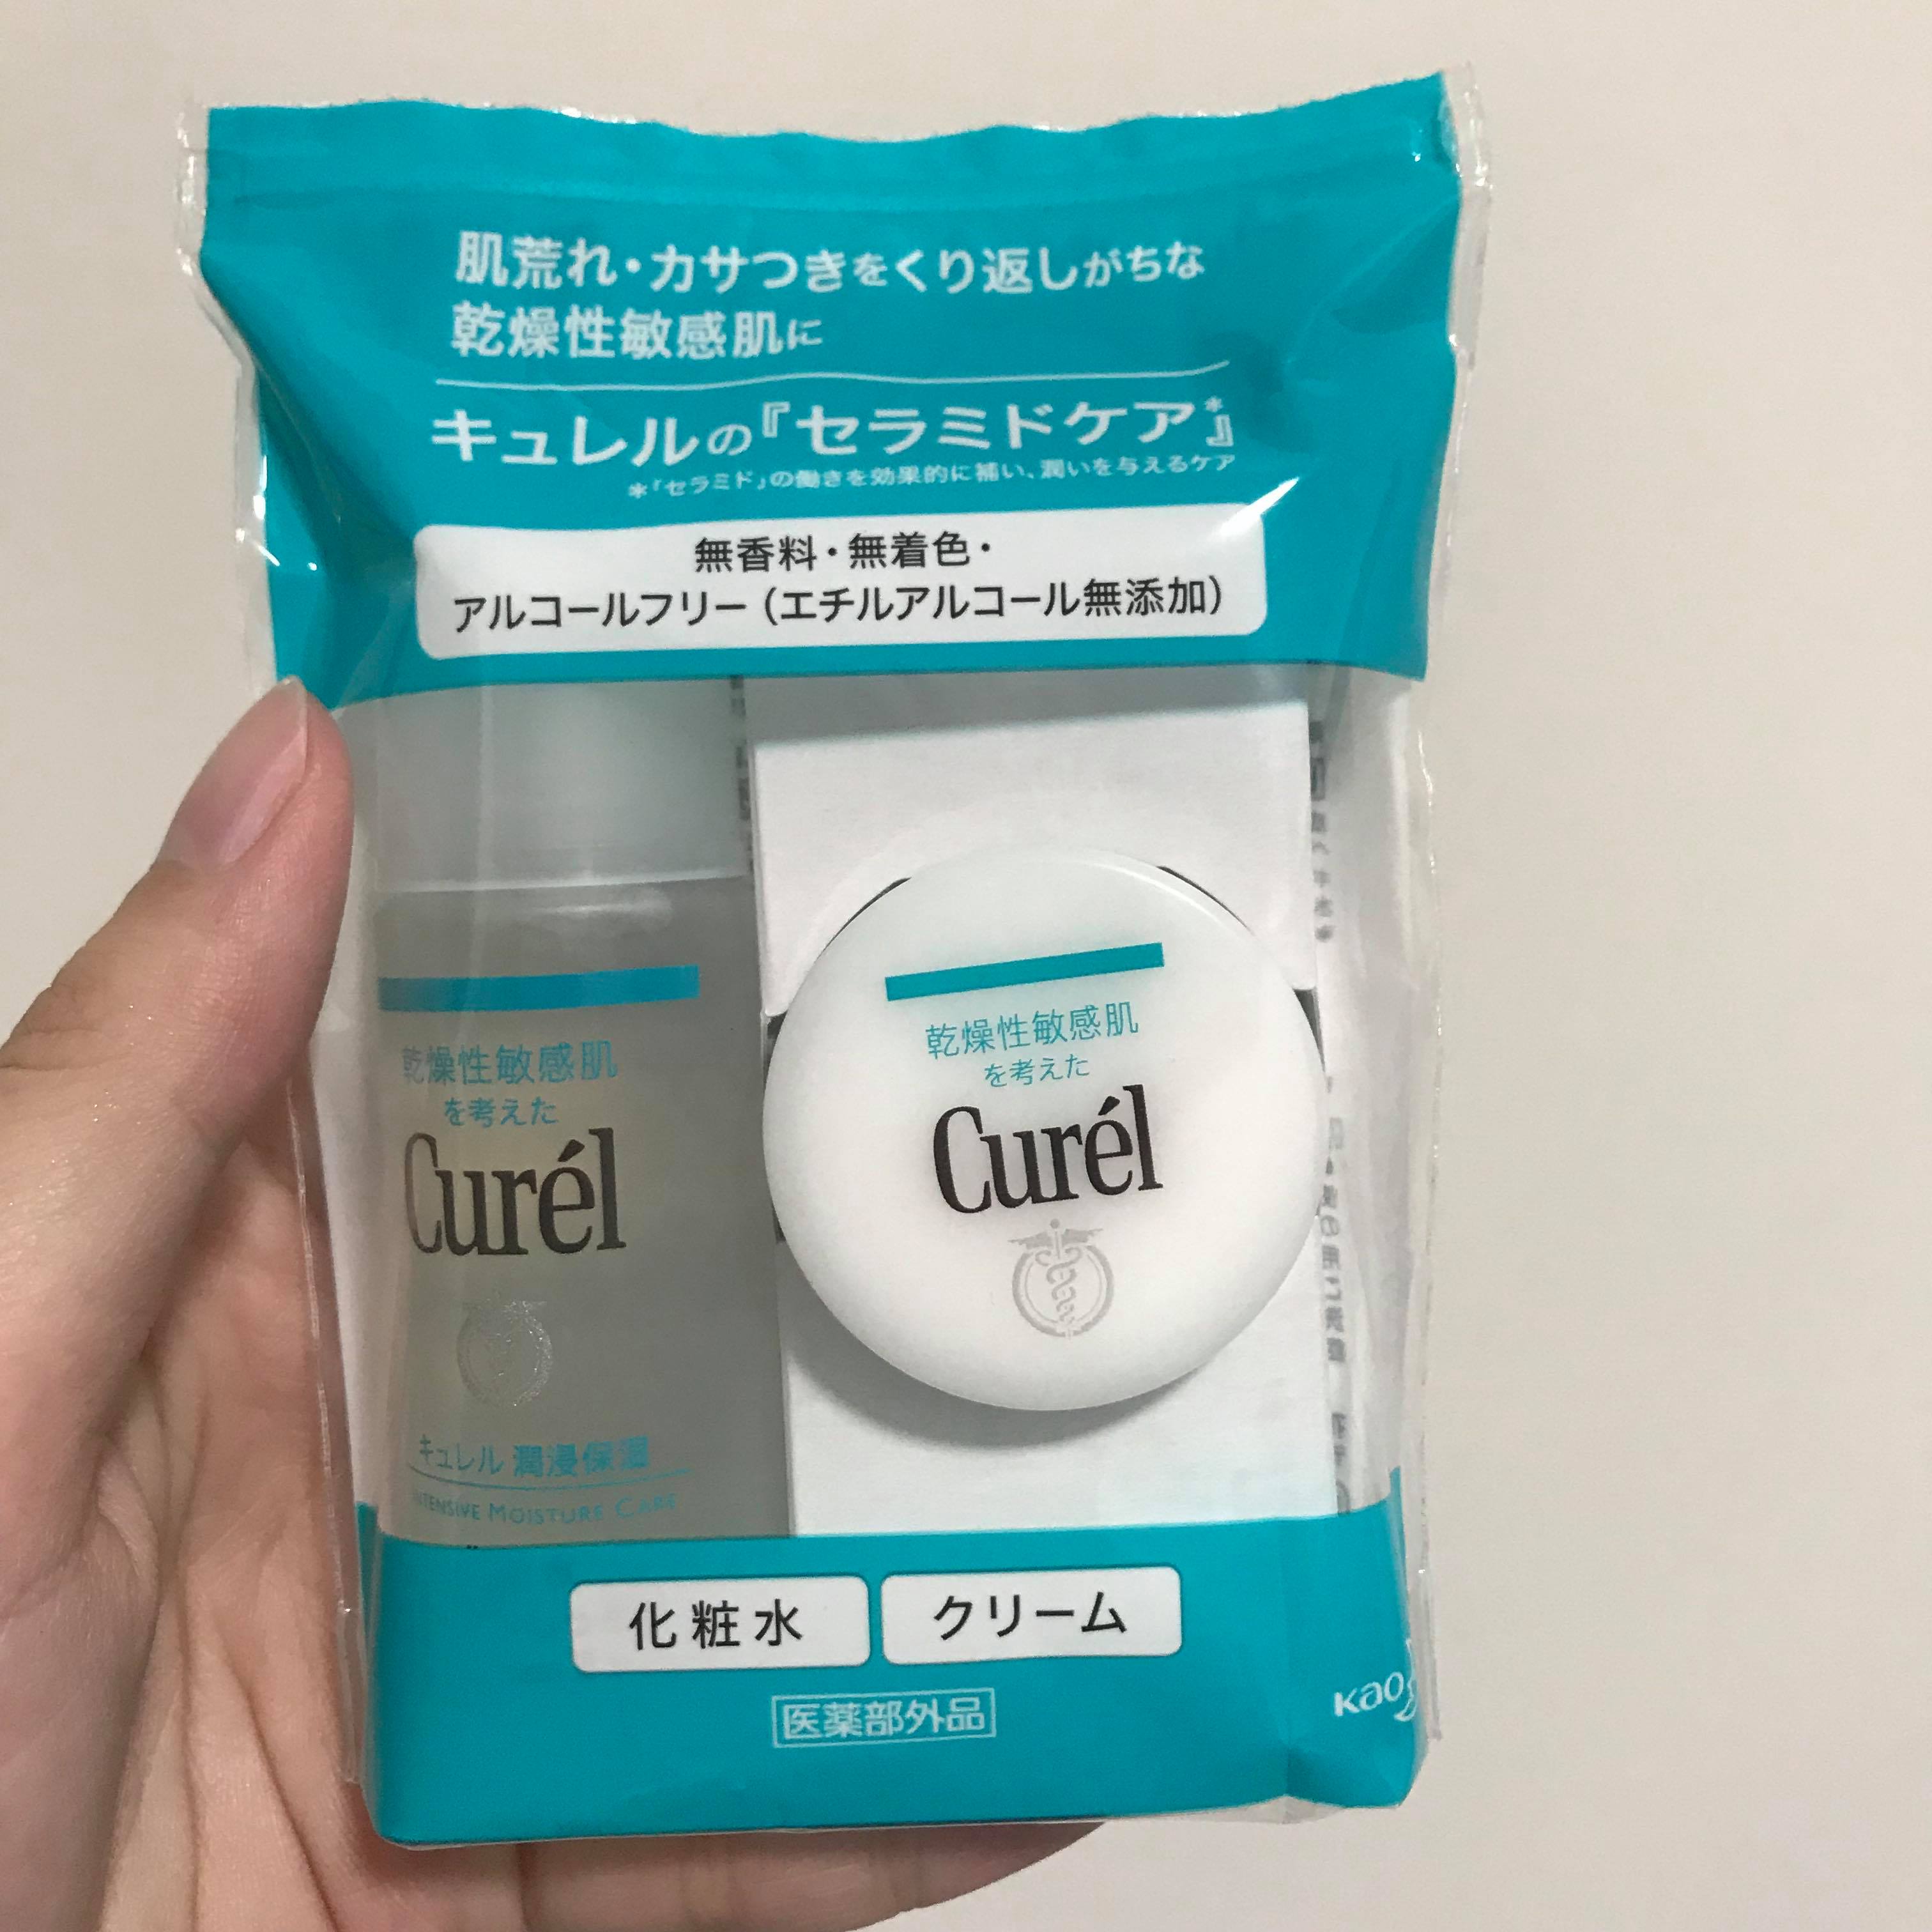 肌荒れ・カサつきをくり返しがちな
乾燥性敏感肌に
キュレルの『セラミドケア*』
*「セラミド」の働きを効果的に補い、潤いを与えるケア
無香料・無着色・
アルコールフリー(エチルアルコール無添加)
乾燥性敏感肌
を考えた
Curél
キュレル 潤浸保湿
INTENSIVE MOISTURE CARE
乾燥性敏感肌
を考えた
Curél
化粧水
クリーム
医薬部外品
Kao